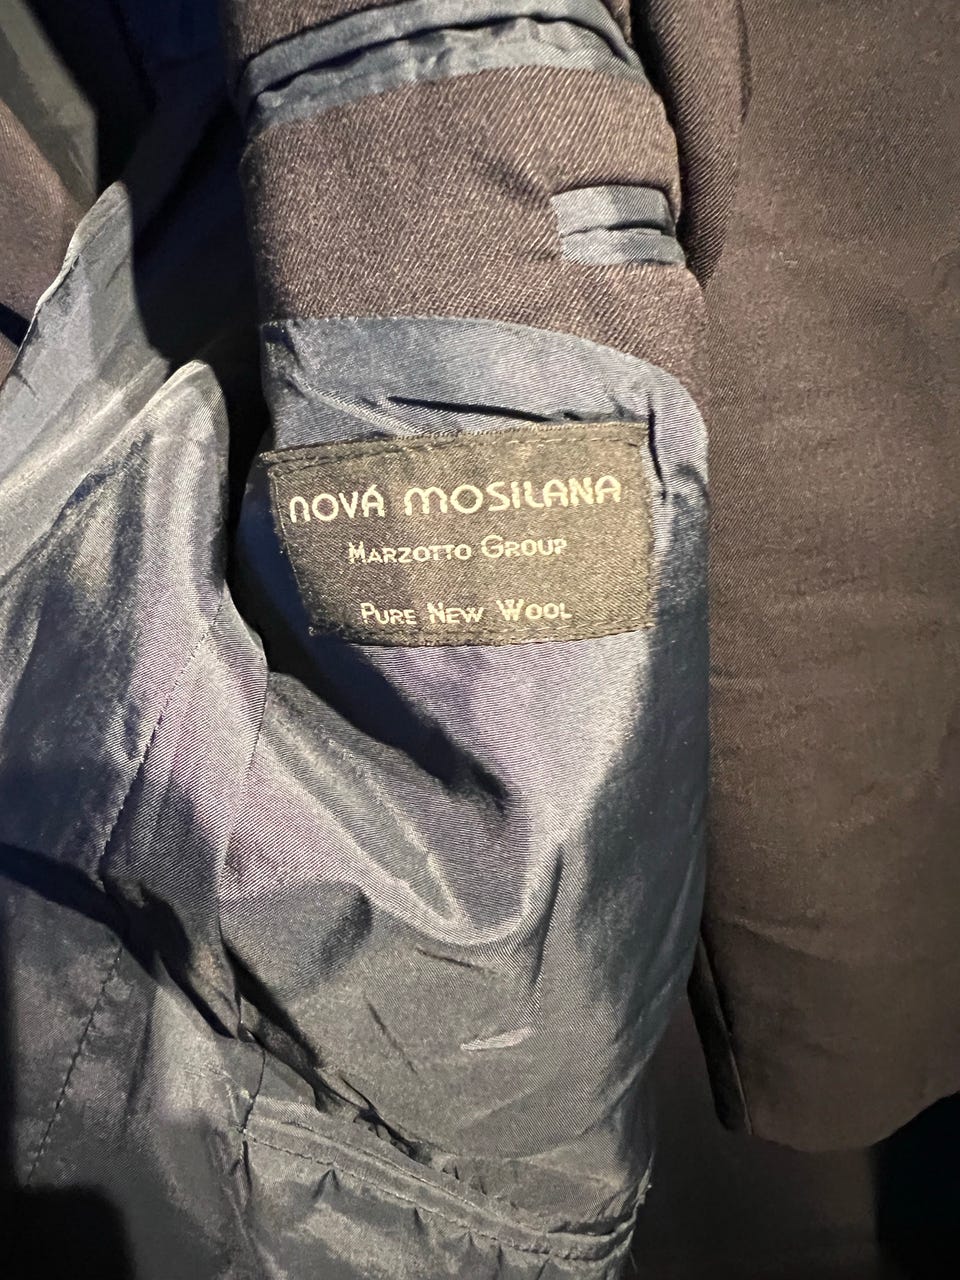 NOVÁ MOSILANA
MARZOTTO GROUP
PURE NEW WOOL